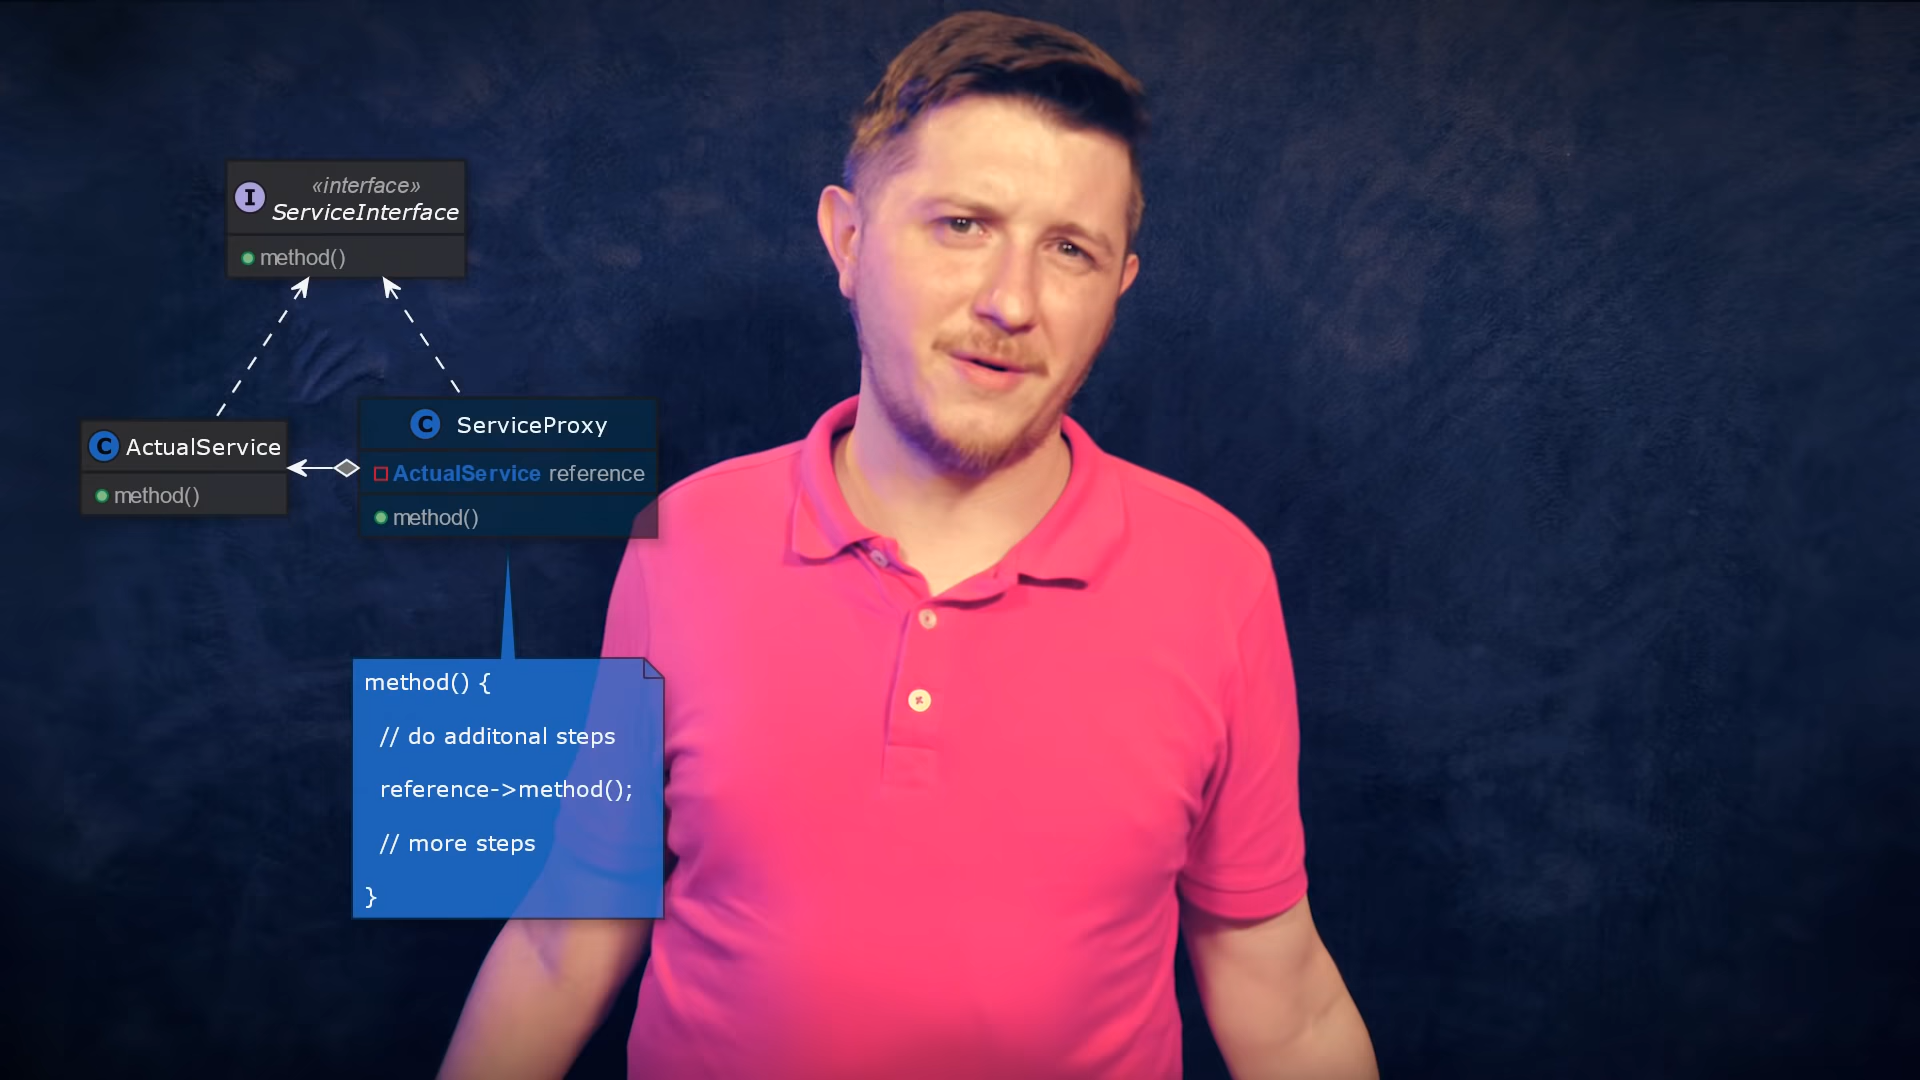 I
«interface»
ServiceInterface
method()
C ActualService
method()
C ServiceProxy
ActualService reference
method()
method() {
// do additonal steps
reference->method();
// more steps
}